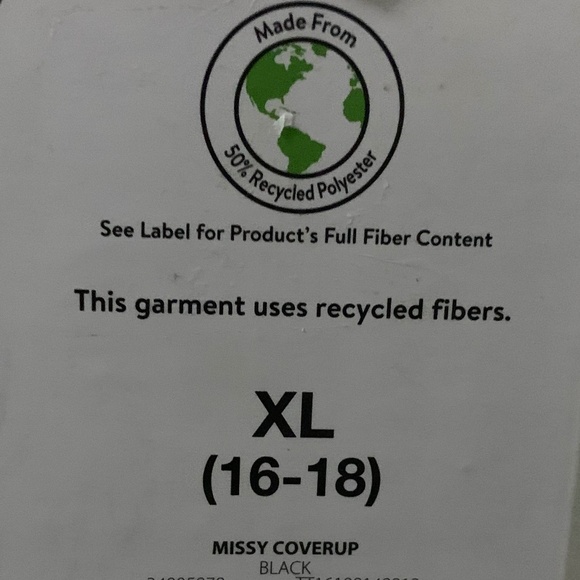 Made From
50% Recycled Polyester
See Label for Product's Full Fiber Content
This garment uses recycled fibers.
XL
(16-18)
MISSY COVERUP
BLACK